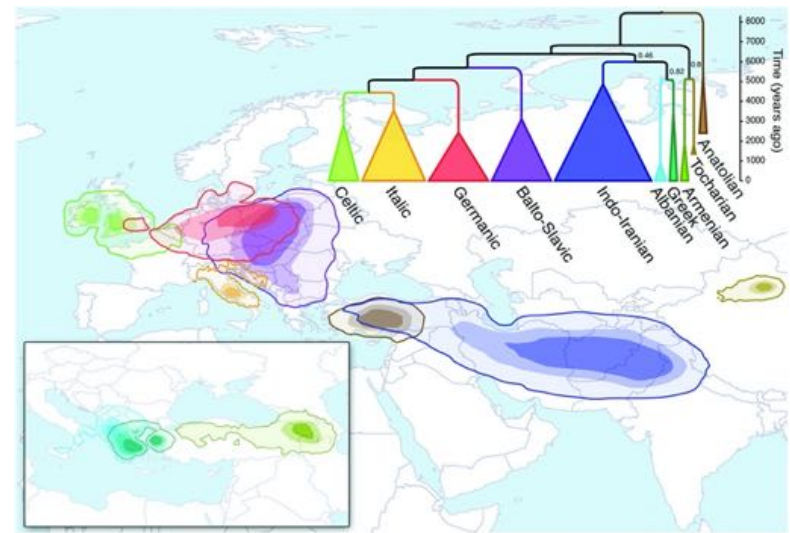 8000
7000
6000
5000
4000
3000
2000
1000
0
Time (years ago)
0.46
0.82
0.8
Celtic
Italic
Germanic
Balto-Slavic
Indo-Iranian
Albanian
Greek
Armenian
Tocharian
Anatolian